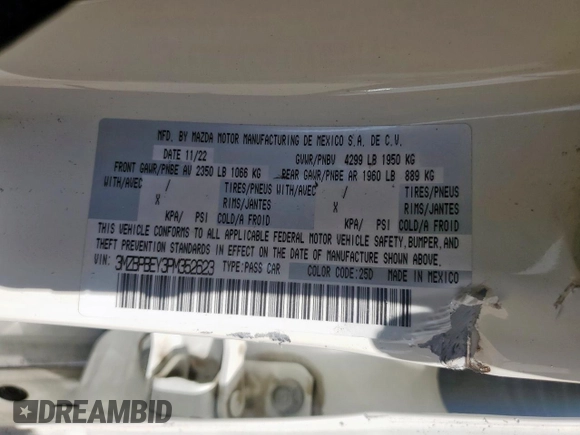 MFD. BY MAZDA MOTOR MANUFACTURING DE MEXICO S.A. DE C.V.
DATE 11/22 GVWR/PNBV 4299 LB 1950 KG
FRONT GAWR/PNBE AV 2350 LB 1066 KG REAR GAWR/PNBE AR 1960 LB 889 KG
WITH/AVEC / TIRES/PNEUS WITH/AVEC / TIRES/PNEUS
X RIMS/JANTES X RIMS/JANTES
KPA/ PSI COLD/A FROID KPA/ PSI COLD/A FROID
THIS VEHICLE CONFORMS TO ALL APPLICABLE FEDERAL MOTOR VEHICLE SAFETY, BUMPER, AND
THEFT PREVENTION STANDARDS IN EFFECT ON THE DATE OF MANUFACTURE SHOWN ABOVE.
VIN: 3MZBPBEY3PM352623 TYPE: PASS CAR COLOR CODE: 25D MADE IN MEXICO
DREAMBID